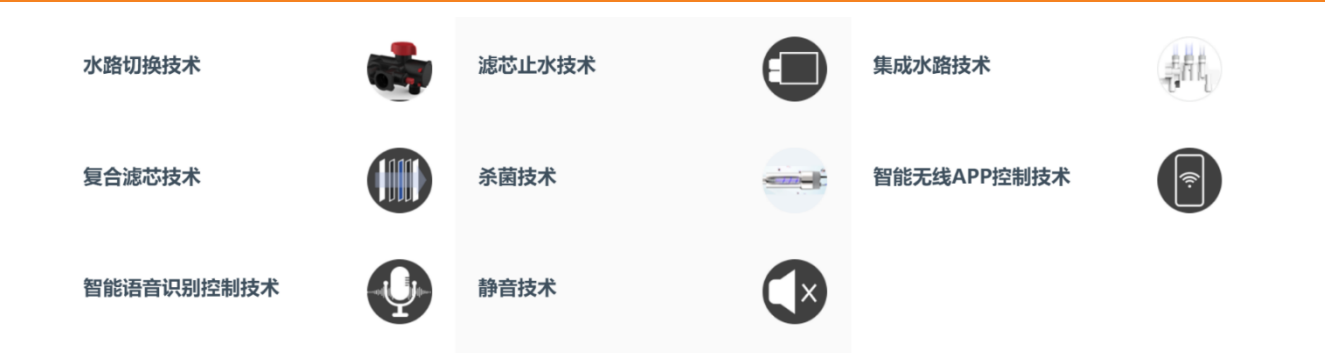 水路切换技术
滤芯止水技术
集成水路技术
复合滤芯技术
杀菌技术
智能无线APP控制技术
智能语音识别控制技术
静音技术